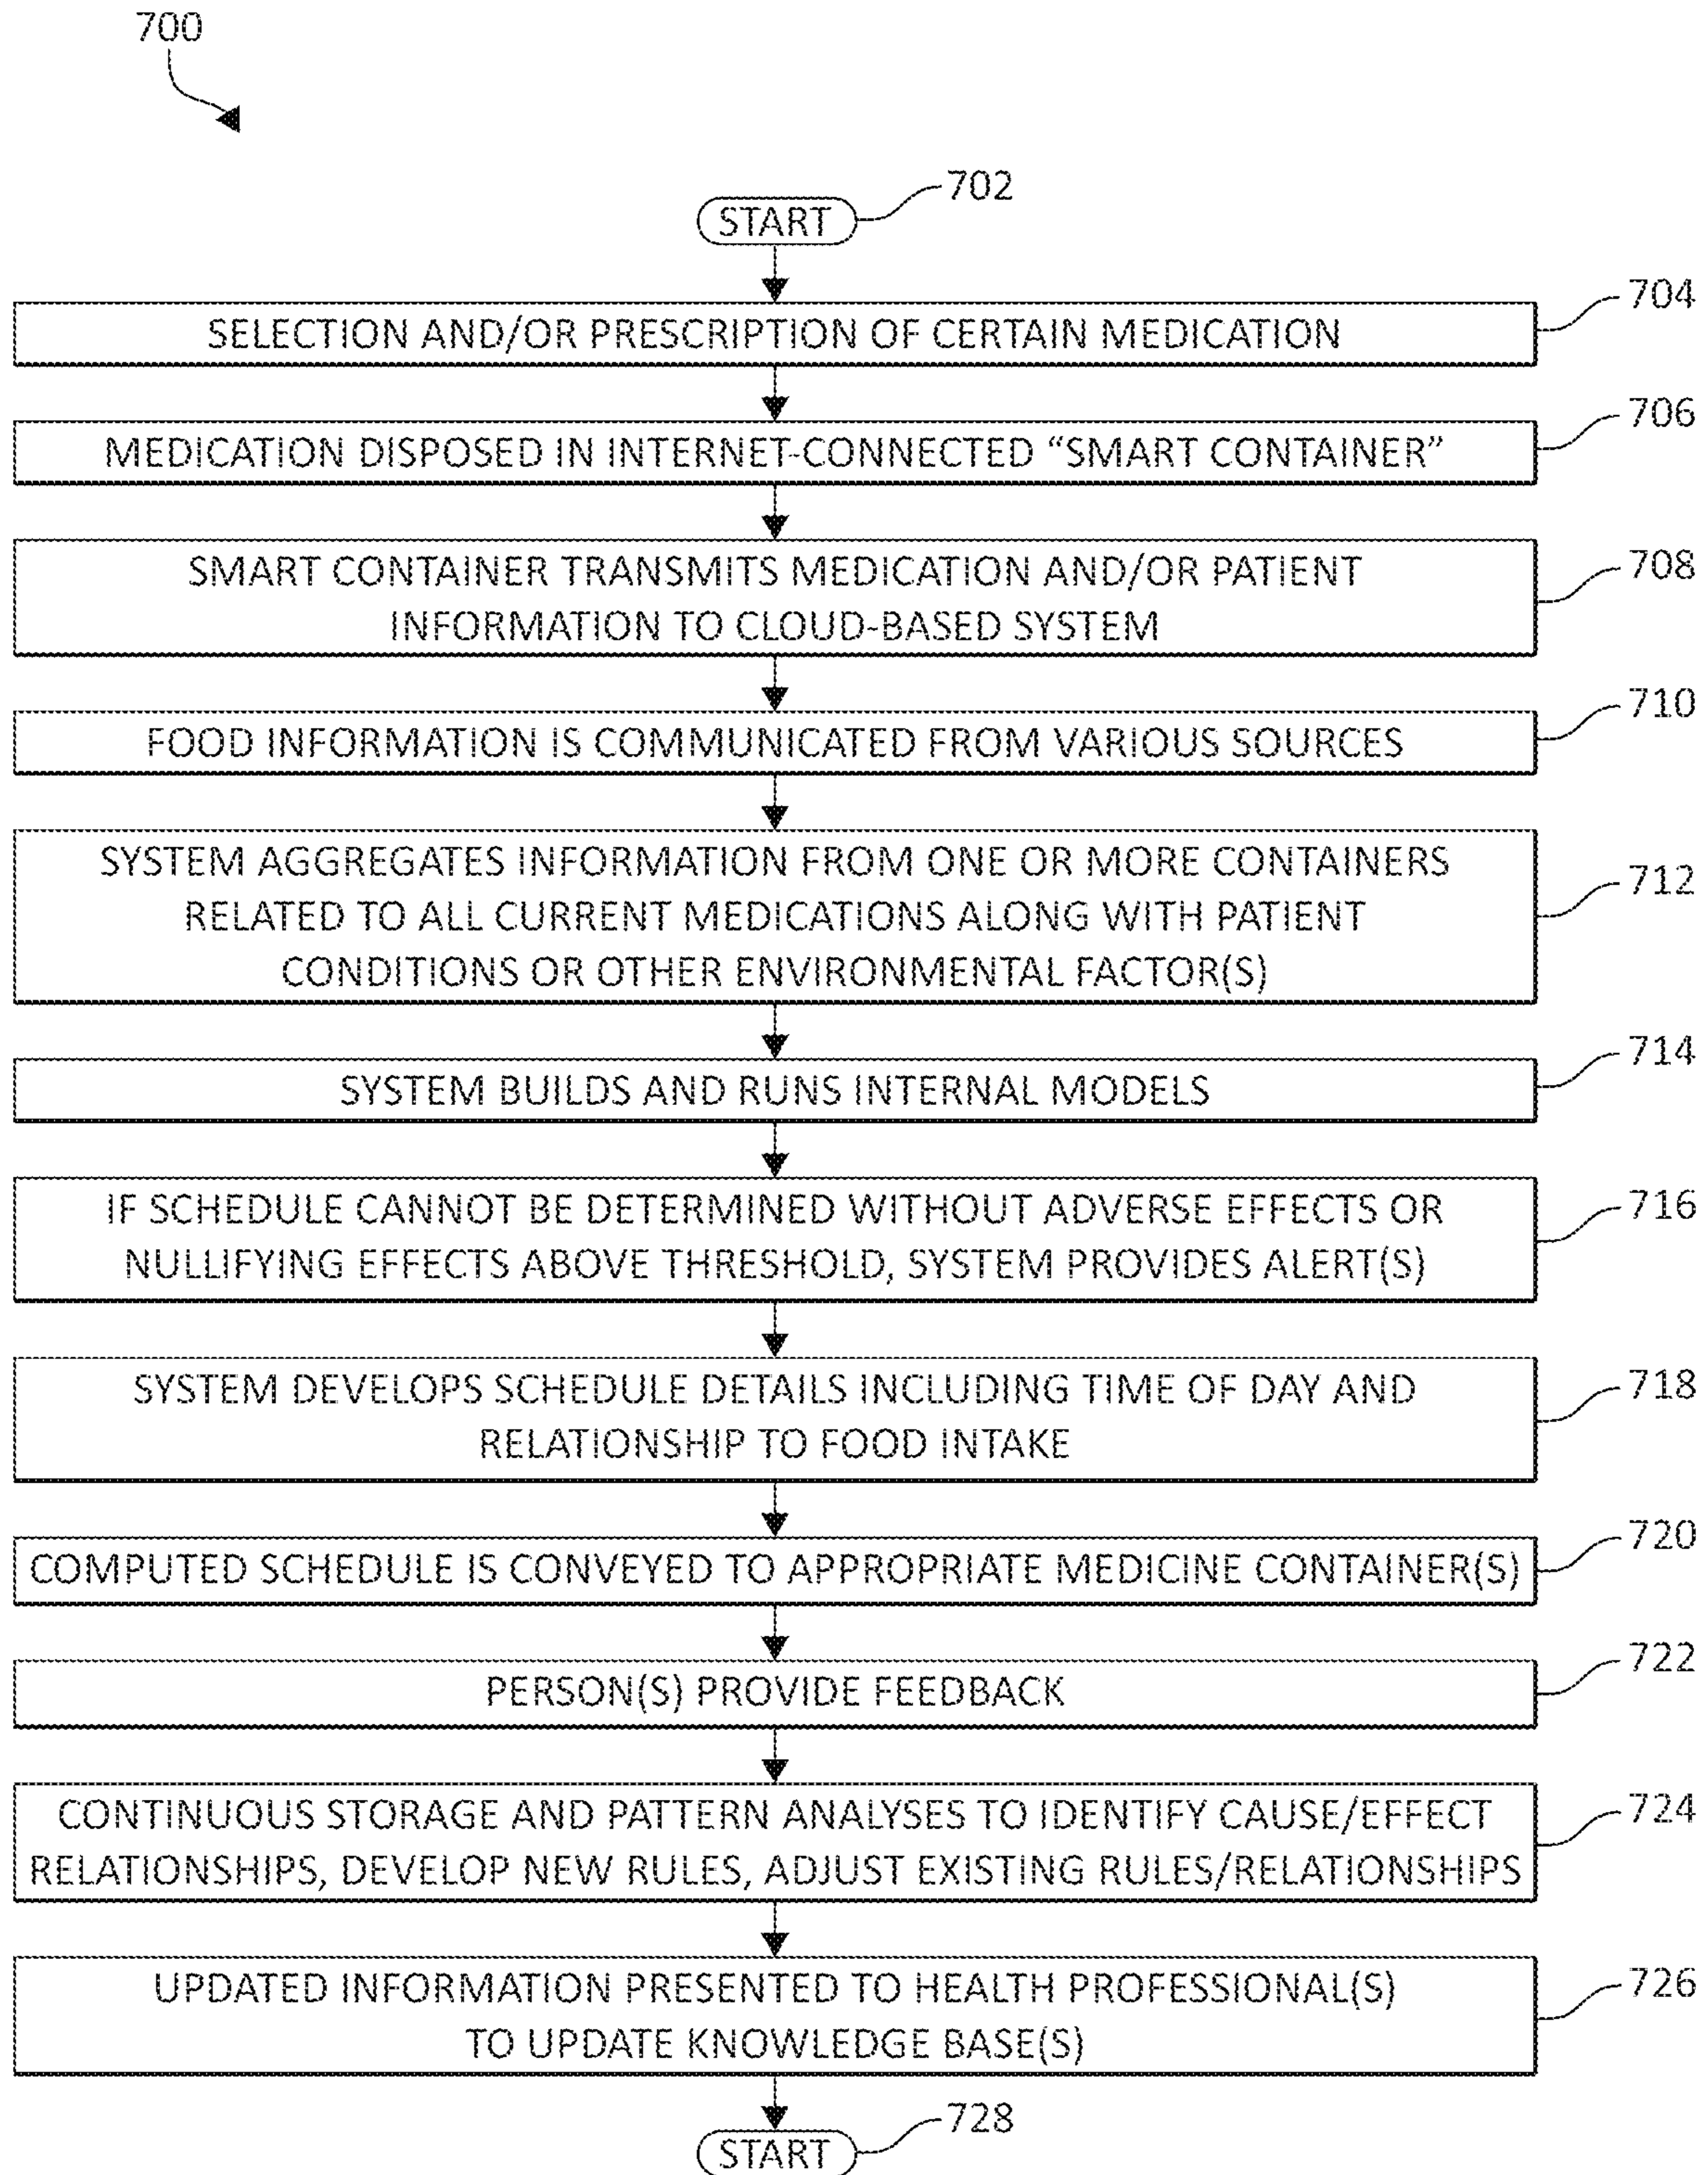 700
702
START
704
SELECTION AND/OR PRESCRIPTION OF CERTAIN MEDICATION
706
MEDICATION DISPOSED IN INTERNET-CONNECTED “SMART CONTAINER”
708
SMART CONTAINER TRANSMITS MEDICATION AND/OR PATIENT
INFORMATION TO CLOUD-BASED SYSTEM
710
FOOD INFORMATION IS COMMUNICATED FROM VARIOUS SOURCES
712
SYSTEM AGGREGATES INFORMATION FROM ONE OR MORE CONTAINERS
RELATED TO ALL CURRENT MEDICATIONS ALONG WITH PATIENT
CONDITIONS OR OTHER ENVIRONMENTAL FACTOR(S)
714
SYSTEM BUILDS AND RUNS INTERNAL MODELS
716
IF SCHEDULE CANNOT BE DETERMINED WITHOUT ADVERSE EFFECTS OR
NULLIFYING EFFECTS ABOVE THRESHOLD, SYSTEM PROVIDES ALERT(S)
718
SYSTEM DEVELOPS SCHEDULE DETAILS INCLUDING TIME OF DAY AND
RELATIONSHIP TO FOOD INTAKE
720
COMPUTED SCHEDULE IS CONVEYED TO APPROPRIATE MEDICINE CONTAINER(S)
722
PERSON(S) PROVIDE FEEDBACK
724
CONTINUOUS STORAGE AND PATTERN ANALYSES TO IDENTIFY CAUSE/EFFECT
RELATIONSHIPS, DEVELOP NEW RULES, ADJUST EXISTING RULES/RELATIONSHIPS
726
UPDATED INFORMATION PRESENTED TO HEALTH PROFESSIONAL(S)
TO UPDATE KNOWLEDGE BASE(S)
728
START